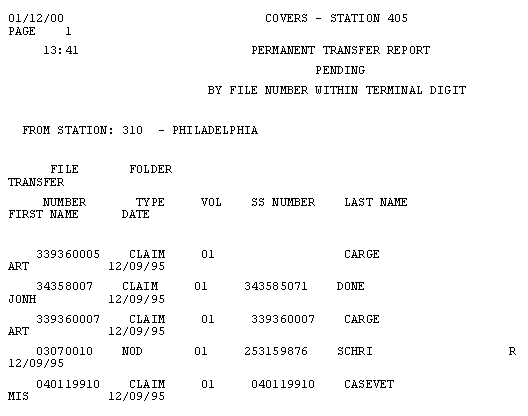 01/12/00 COVERS - STATION 405
PAGE 1
13:41 PERMANENT TRANSFER REPORT
PENDING
BY FILE NUMBER WITHIN TERMINAL DIGIT
FROM STATION: 310 - PHILADELPHIA
FILE FOLDER
TRANSFER
NUMBER TYPE VOL SS NUMBER LAST NAME
FIRST NAME DATE
339360005 CLAIM 01 CARGE
ART 12/09/95
34358007 CLAIM 01 343585071 DONE
JONH 12/09/95
339360007 CLAIM 01 339360007 CARGE
ART 12/09/95
03070010 NOD 01 253159876 SCHRI R
12/09/95
040119910 CLAIM 01 040119910 CASEVET
MIS 12/09/95